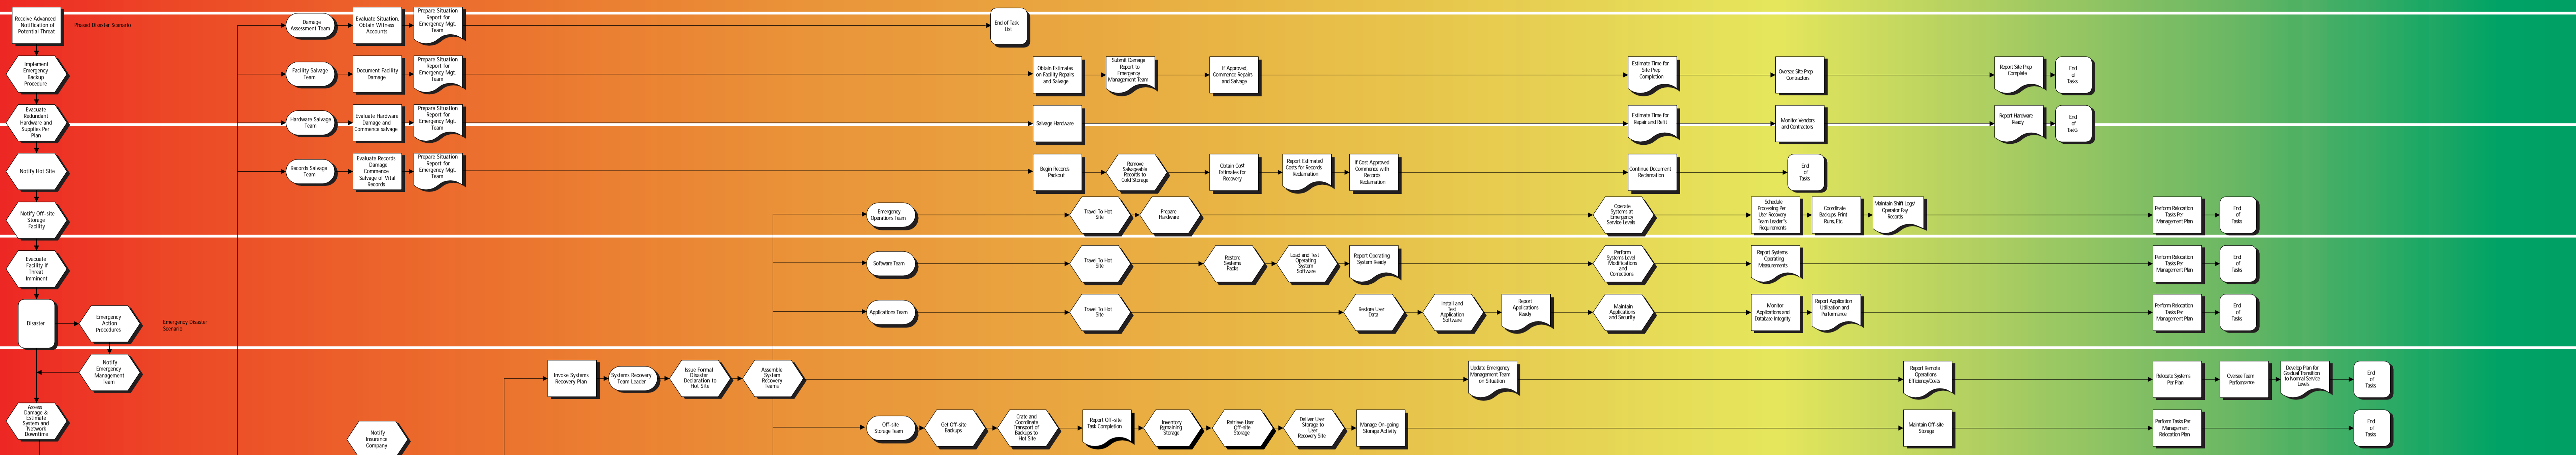 Receive Advanced
Notification of
Potential Threat
Phased Disaster Scenario
Damage
Assessment Team
Evaluate Situation,
Obtain Witness
Accounts
Prepare Situation
Report for
Emergency Mgt.
Team
End of Task
List
Implement
Emergency
Backup
Procedure
Facility Salvage
Team
Document Facility
Damage
Prepare Situation
Report for
Emergency Mgt.
Team
Obtain Estimates
on Facility Repairs
and Salvage
Submit Damage
Report to
Emergency
Management Team
If Approved,
Commence Repairs
and Salvage
Estimate Time for
Site Prep
Completion
Oversee Site Prep
Contractors
Report Site Prep
Complete
End
of
Tasks
Evacuate
Redundant
Hardware and
Supplies Per
Plan
Hardware Salvage
Team
Evaluate Hardware
Damage and
Commence salvage
Prepare Situation
Report for
Emergency Mgt.
Team
Salvage Hardware
Estimate Time for
Repair and Refit
Monitor Vendors
and Contractors
Report Hardware
Ready
End
of
Tasks
Notify Hot Site
Records Salvage
Team
Evaluate Records
Damage
Commence
Salvage of Vital
Records
Prepare Situation
Report for
Emergency Mgt.
Team
Begin Records
Packout
Remove
Salvageable
Records to
Cold Storage
Obtain Cost
Estimates for
Recovery
Report Estimated
Costs for Records
Reclamation
If Cost Approved
Commence with
Records
Reclamation
Continue Document
Reclamation
End
of
Tasks
Notify Off-site
Storage
Facility
Emergency
Operations Team
Travel To Hot
Site
Prepare
Hardware
Operate
Systems at
Emergency
Service Levels
Schedule
Processing Per
User Recovery
Team Leader"s
Requirements
Coordinate
Backups, Print
Runs, Etc.
Maintain Shift Logs/
Operator Pay
Records
Perform Relocation
Tasks Per
Management Plan
End
of
Tasks
Evacuate
Facility if
Threat
Imminent
Software Team
Travel To Hot
Site
Restore
Systems
Packs
Load and Test
Operating
System
Software
Report Operating
System Ready
Perform
Systems Level
Modifications
and
Corrections
Report Systems
Operating
Measurements
Perform Relocation
Tasks Per
Management Plan
End
of
Tasks
Disaster
Emergency
Action
Procedures
Emergency Disaster
Scenario
Applications Team
Travel To Hot
Site
Restore User
Data
Install and
Test
Application
Software
Report
Applications
Ready
Maintain
Applications
and Security
Monitor
Applications and
Database Integrity
Report Application
Utilization and
Performance
Perform Relocation
Tasks Per
Management Plan
End
of
Tasks
Notify
Emergency
Management
Team
Invoke Systems
Recovery Plan
Systems Recovery
Team Leader
Issue Formal
Disaster
Declaration to
Hot Site
Assemble
System
Recovery
Teams
Update Emergency
Management Team
on Situation
Report Remote
Operations
Efficiency/Costs
Relocate Systems
Per Plan
Oversee Team
Performance
Develop Plan for
Gradual Transition
to Normal Service
Levels
End
of
Tasks
Assess
Damage &
Estimate
System and
Network
Downtime
Notify
Insurance
Company
Off-site
Storage Team
Get Off-site
Backups
Crate and
Coordinate
transport of
Backups to
Hot Site
Report Off-site
Task Completion
Inventory
Remaining
Storage
Retrieve User
Off-site
Storage
Deliver User
Storage to
User
Recovery Site
Manage On-going
Storage Activity
Maintain Off-site
Storage
Perform Tasks Per
Management
Relocation Plan
End
of
Tasks